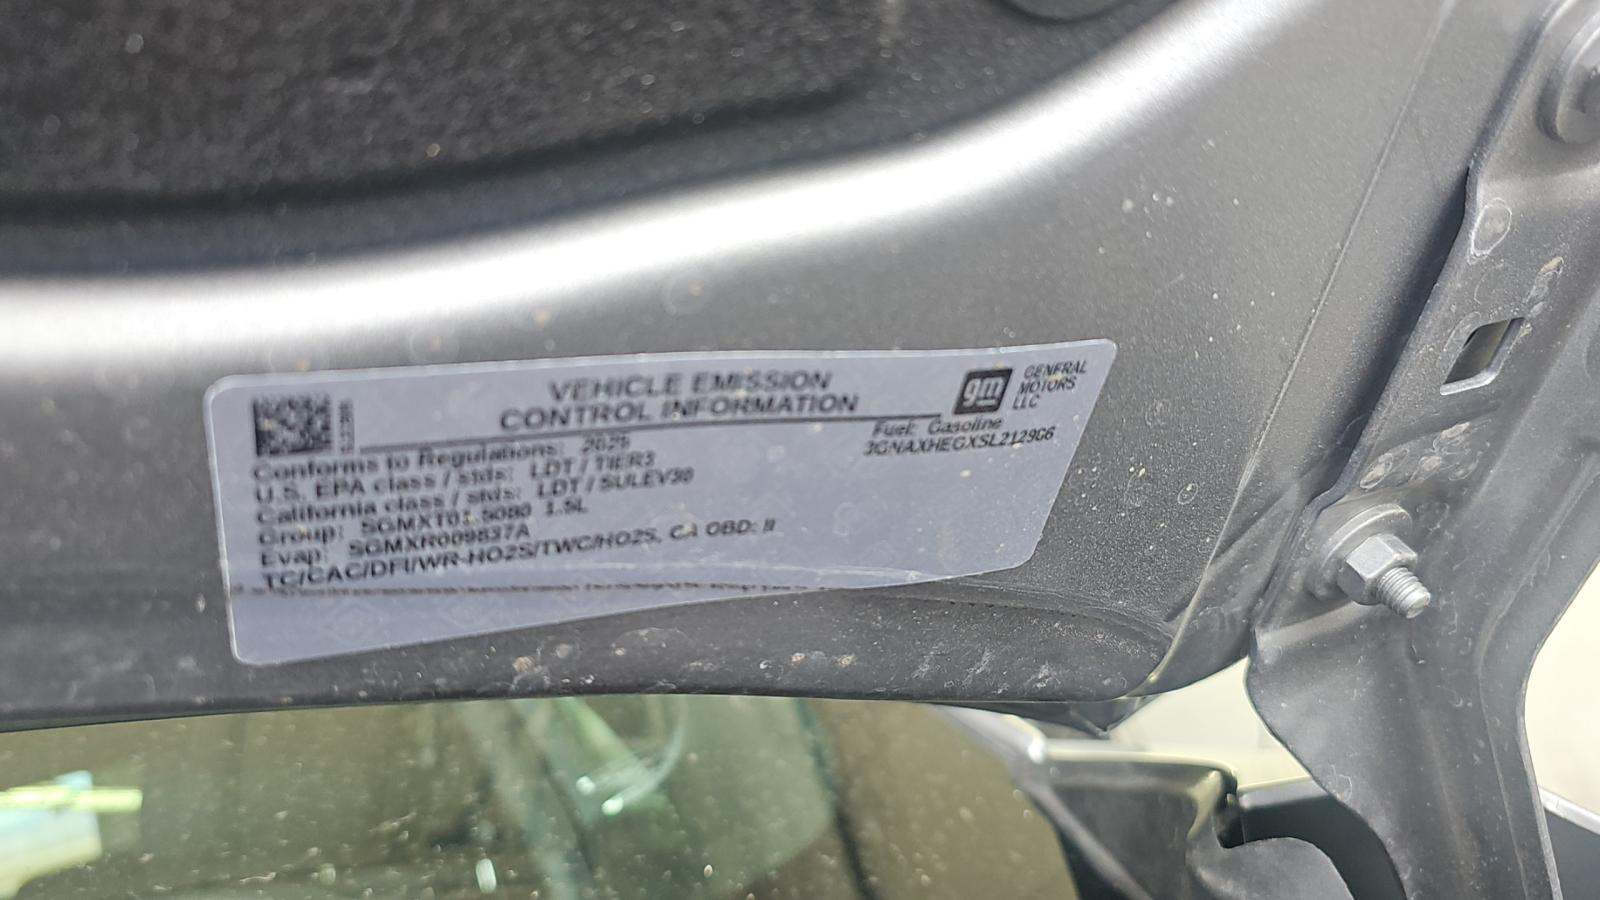 VEHICLE EMISSION
CONTROL INFORMATION
gm GENERAL
MOTORS
LLC
Fuel: Gasoline
3GNAXHEGXSL212906
Conforms to Regulations: 2025
U.S. EPA class / stds: LDT / TIER3
California class / stds: LDT / SULEV30
Group: SGMXT01.5080 1.5L
Evap: SGMXR009837A
TC/CAC/DFI/WR-HO2S/TWC/HO2S, CA OBD: II